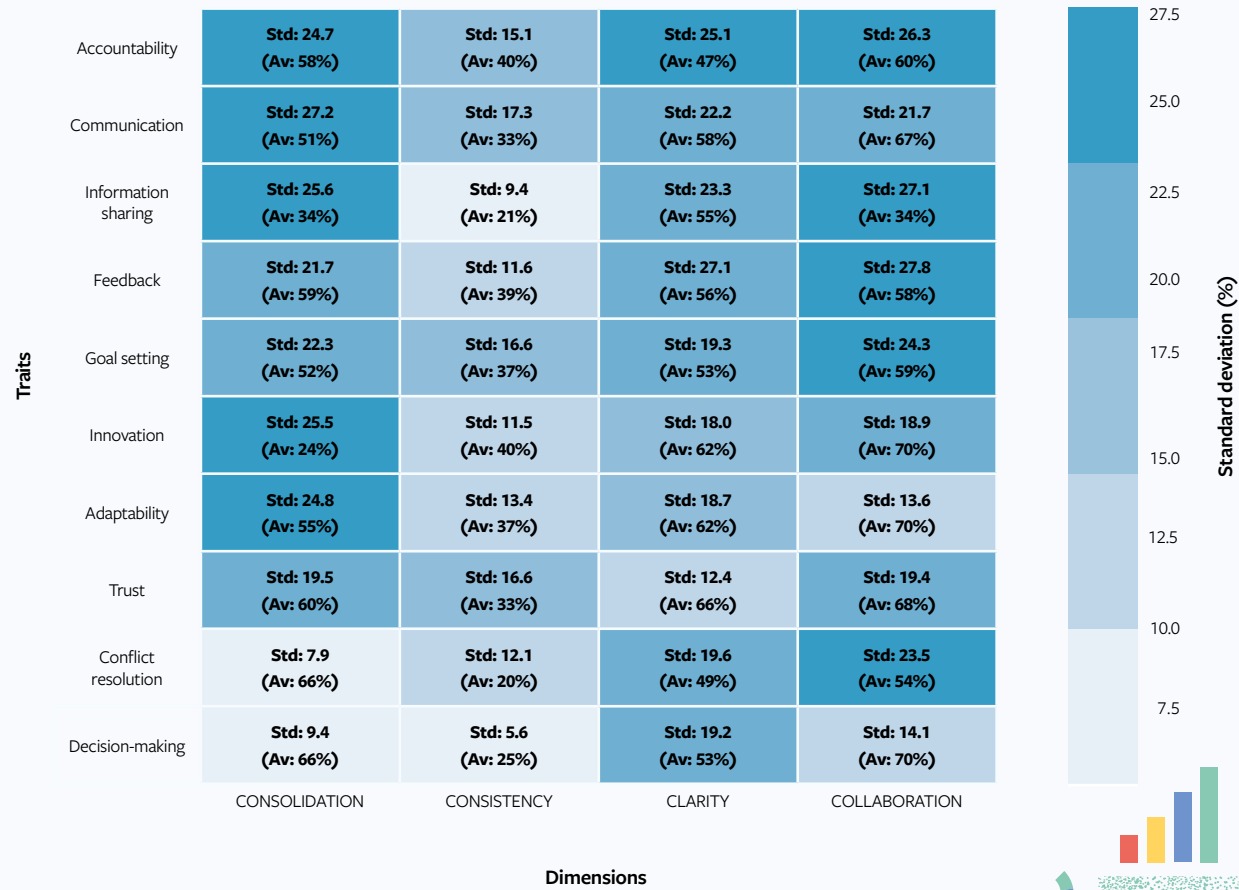 Traits
Accountability
Std: 24.7
(Av: 58%)
Std: 15.1
(Av: 40%)
Std: 25.1
(Av: 47%)
Std: 26.3
(Av: 60%)
Communication
Std: 27.2
(Av: 51%)
Std: 17.3
(Av: 33%)
Std: 22.2
(Av: 58%)
Std: 21.7
(Av: 67%)
Information
sharing
Std: 25.6
(Av: 34%)
Std: 9.4
(Av: 21%)
Std: 23.3
(Av: 55%)
Std: 27.1
(Av: 34%)
Feedback
Std: 21.7
(Av: 59%)
Std: 11.6
(Av: 39%)
Std: 27.1
(Av: 56%)
Std: 27.8
(Av: 58%)
Goal setting
Std: 22.3
(Av: 52%)
Std: 16.6
(Av: 37%)
Std: 19.3
(Av: 53%)
Std: 24.3
(Av: 59%)
Innovation
Std: 25.5
(Av: 24%)
Std: 11.5
(Av: 40%)
Std: 18.0
(Av: 62%)
Std: 18.9
(Av: 70%)
Adaptability
Std: 24.8
(Av: 55%)
Std: 13.4
(Av: 37%)
Std: 18.7
(Av: 62%)
Std: 13.6
(Av: 70%)
Trust
Std: 19.5
(Av: 60%)
Std: 16.6
(Av: 33%)
Std: 12.4
(Av: 66%)
Std: 19.4
(Av: 68%)
Conflict
resolution
Std: 7.9
(Av: 66%)
Std: 12.1
(Av: 20%)
Std: 19.6
(Av: 49%)
Std: 23.5
(Av: 54%)
Decision-making
Std: 9.4
(Av: 66%)
Std: 5.6
(Av: 25%)
Std: 19.2
(Av: 53%)
Std: 14.1
(Av: 70%)
CONSOLIDATION
CONSISTENCY
CLARITY
COLLABORATION
Dimensions
27.5
25.0
22.5
20.0
17.5
15.0
12.5
10.0
7.5
Standard deviation (%)